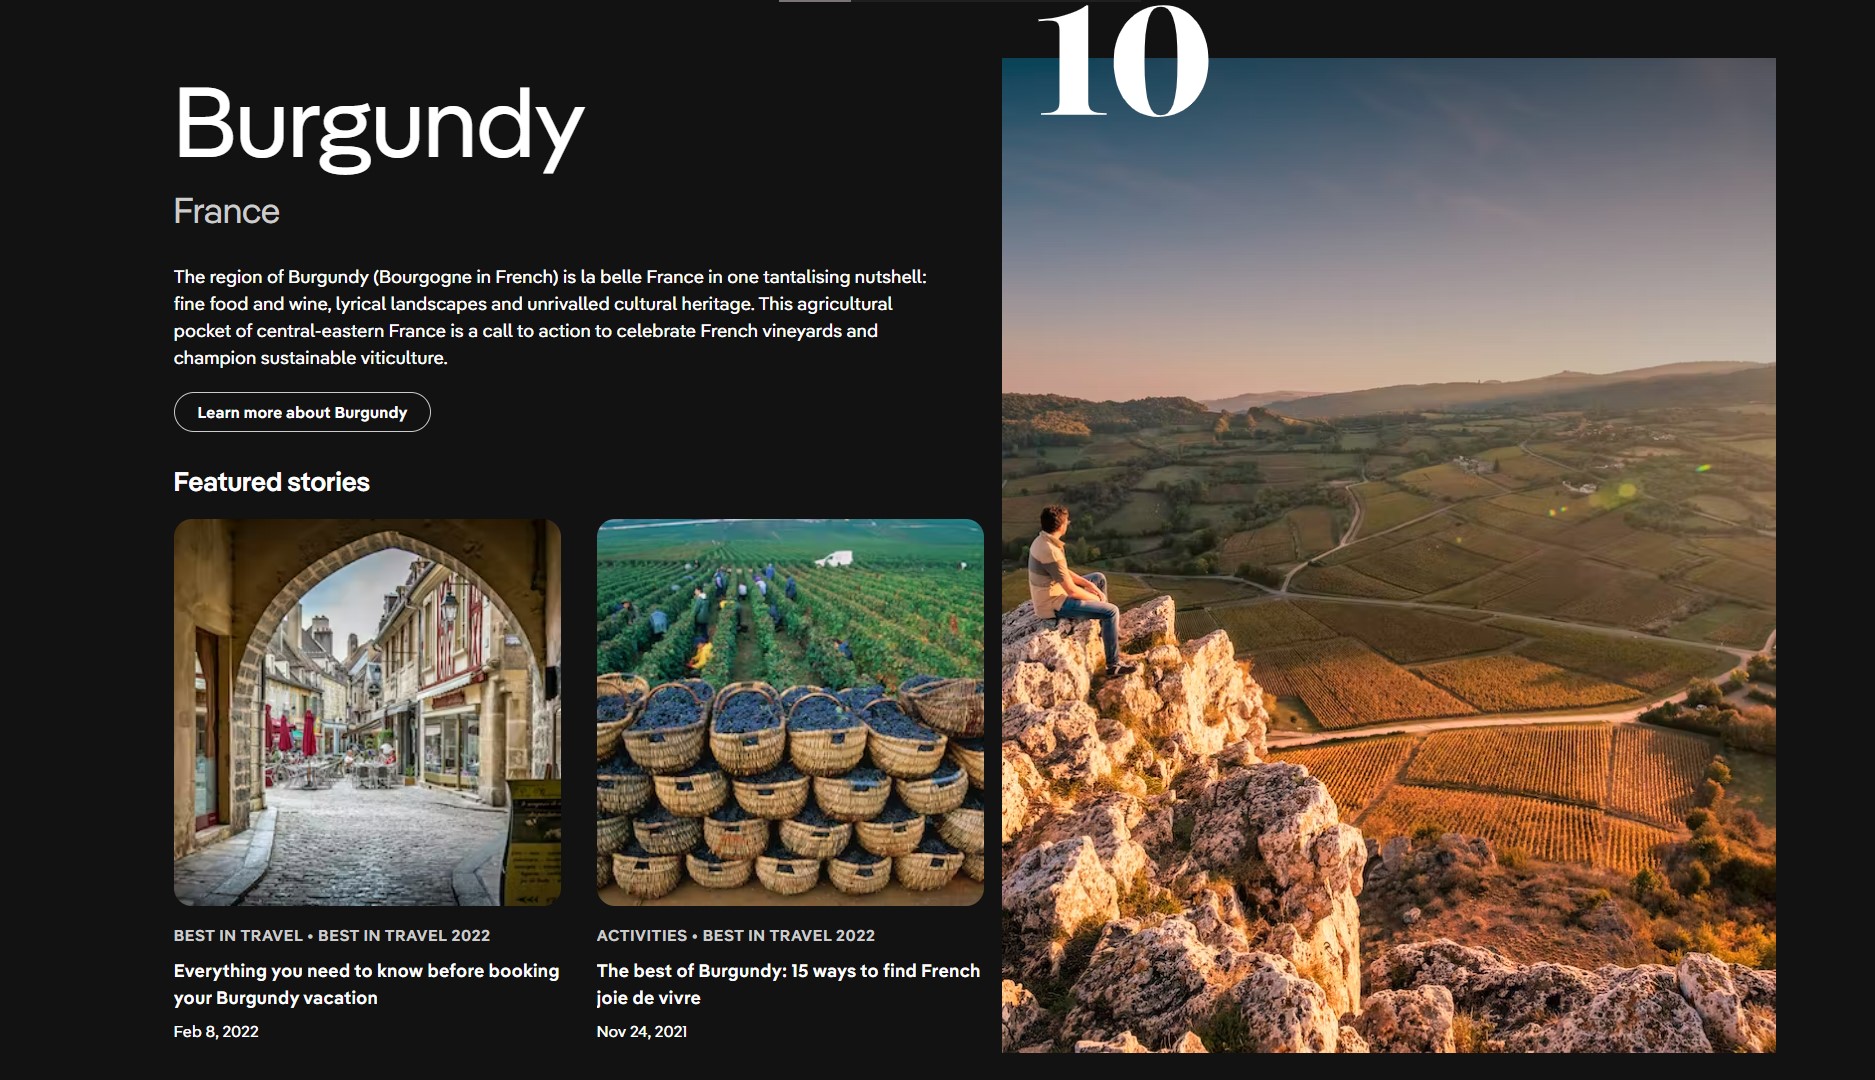 10
Burgundy
France
The region of Burgundy (Bourgogne in French) is la belle France in one tantalising nutshell:
fine food and wine, lyrical landscapes and unrivalled cultural heritage. This agricultural
pocket of central-eastern France is a call to action to celebrate French vineyards and
champion sustainable viticulture.
Learn more about Burgundy
Featured stories
BEST IN TRAVEL • BEST IN TRAVEL 2022
Everything you need to know before booking
your Burgundy vacation
Feb 8, 2022
ACTIVITIES • BEST IN TRAVEL 2022
The best of Burgundy: 15 ways to find French
joie de vivre
Nov 24, 2021